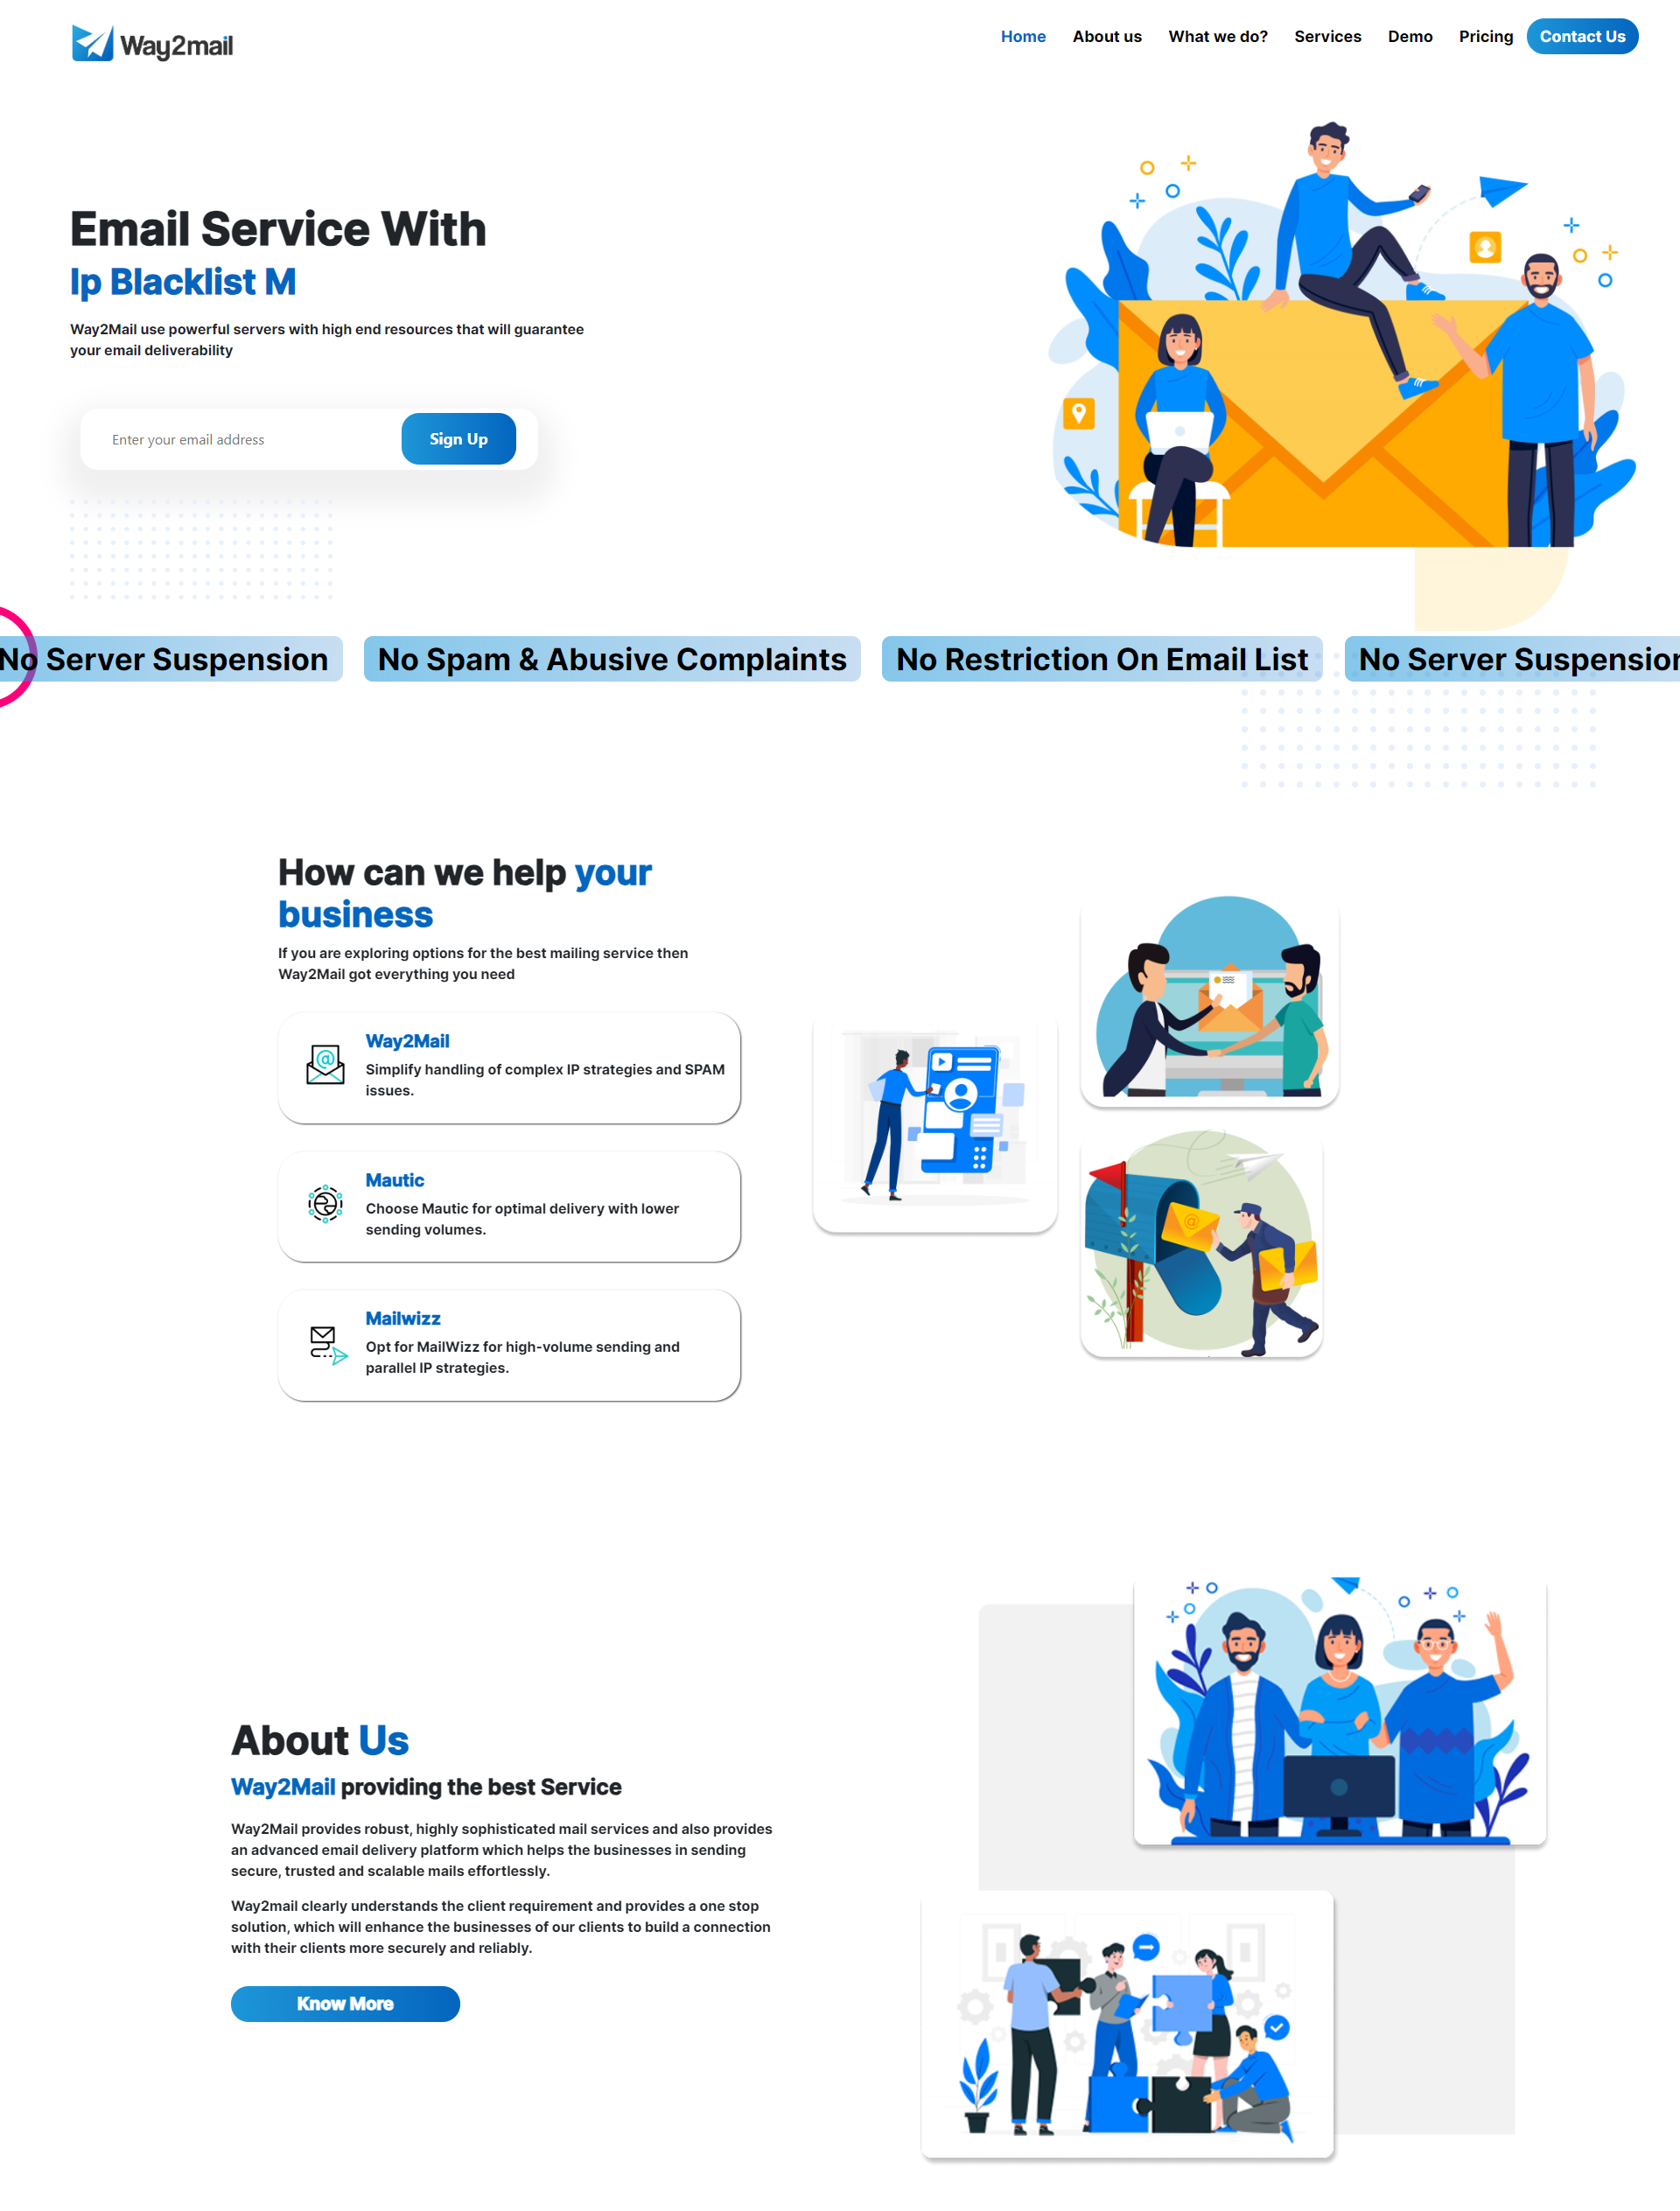 Way2mail
Home About us What we do? Services Demo Pricing Contact Us
Email Service With
Ip Blacklist M
Way2Mail use powerful servers with high end resources that will guarantee
your email deliverability
Enter your email address
Sign Up
No Server Suspension No Spam & Abusive Complaints No Restriction On Email List No Server Suspension
How can we help your
business
If you are exploring options for the best mailing service then
Way2Mail got everything you need
Way2Mail
Simplify handling of complex IP strategies and SPAM
issues.
Mautic
Choose Mautic for optimal delivery with lower
sending volumes.
Mailwizz
Opt for MailWizz for high-volume sending and
parallel IP strategies.
About Us
Way2Mail providing the best Service
Way2Mail provides robust, highly sophisticated mail services and also provides
an advanced email delivery platform which helps the businesses in sending
secure, trusted and scalable mails effortlessly.
Way2mail clearly understands the client requirement and provides a one stop
solution, which will enhance the businesses of our clients to build a connection
with their clients more securely and reliably.
Know More